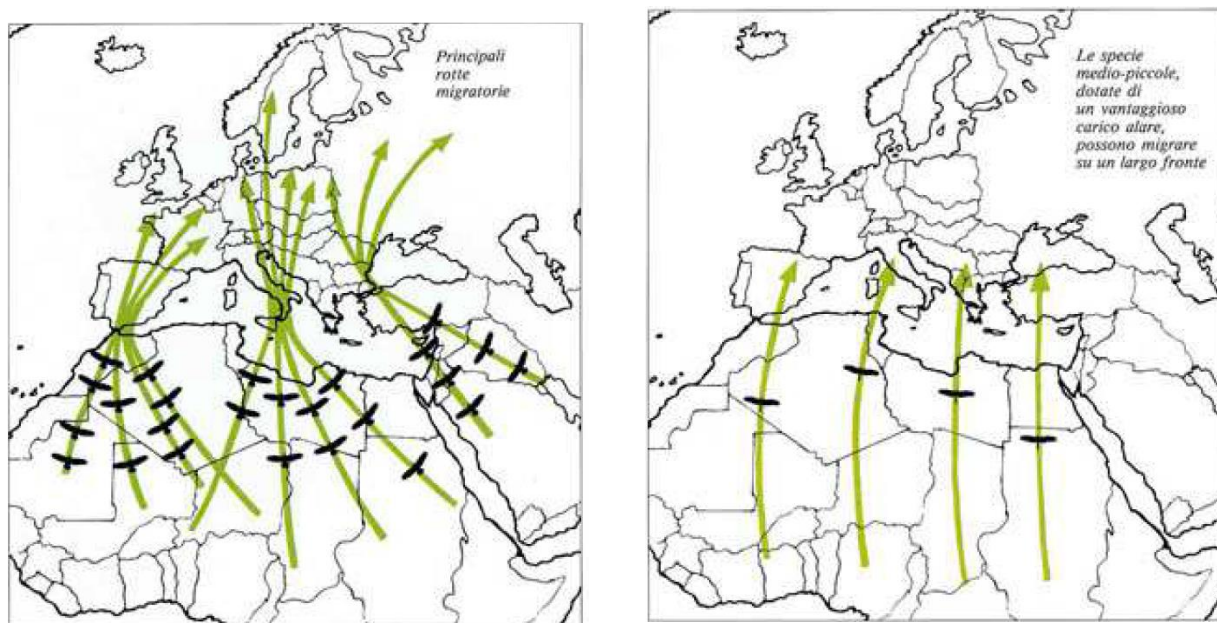 Principali
rotte
migratorie
Le specie
medio-piccole,
dotate di
un vantaggioso
carico alare,
possono migrare
su un largo fronte